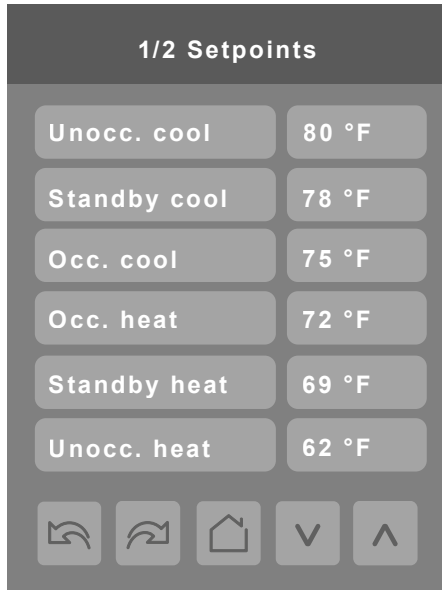 1/2 Setpoints
Unocc. cool 80 °F
Standby cool 78 °F
Occ. cool 75 °F
Occ. heat 72 °F
Standby heat 69 °F
Unocc. heat 62 °F